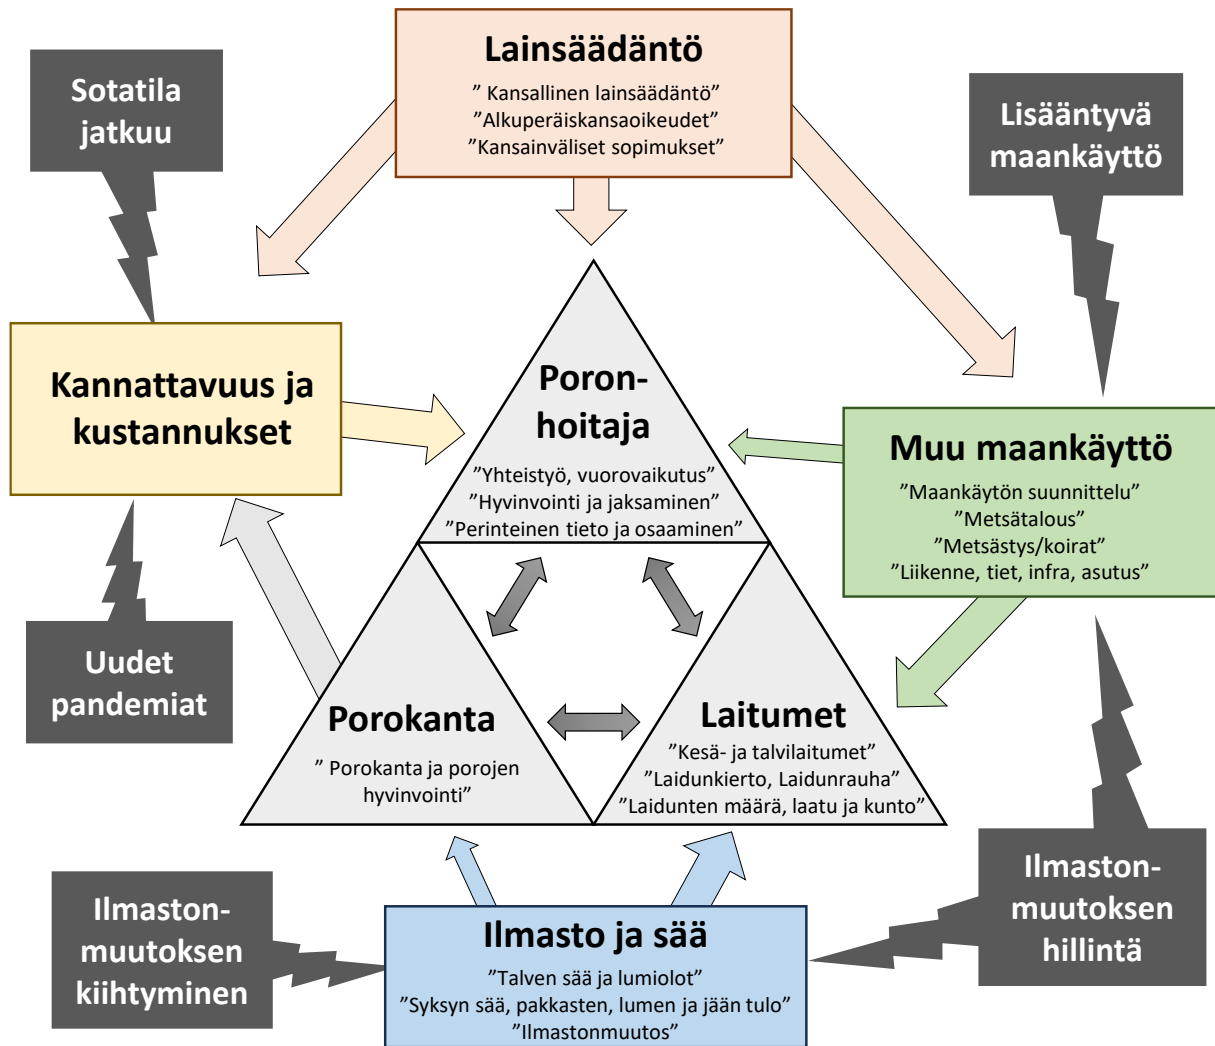 Lainsäädäntö
” Kansallinen lainsäädäntö”
”Alkuperäiskansaoikeudet”
”Kansainväliset sopimukset”
Sotatila
jatkuu
Lisääntyvä
maankäyttö
Kannattavuus ja
kustannukset
Poron-
hoitaja
”Yhteistyö, vuorovaikutus”
”Hyvinvointi ja jaksaminen”
”Perinteinen tieto ja osaaminen”
Muu maankäyttö
”Maankäytön suunnittelu”
”Metsätalous”
”Metsästys/koirat”
”Liikenne, tiet, infra, asutus”
Uudet
pandemiat
Porokanta
” Porokanta ja porojen
hyvinvointi”
Laitumet
”Kesä- ja talvilaitumet”
”Laidunkierto, Laidunrauha”
”Laidunten määrä, laatu ja kunto”
Ilmaston-
muutoksen
kiihtyminen
Ilmasto ja sää
”Talven sää ja lumiolot”
”Syksyn sää, pakkasten, lumen ja jään tulo”
”Ilmastonmuutos”
Ilmaston-
muutoksen
hillintä